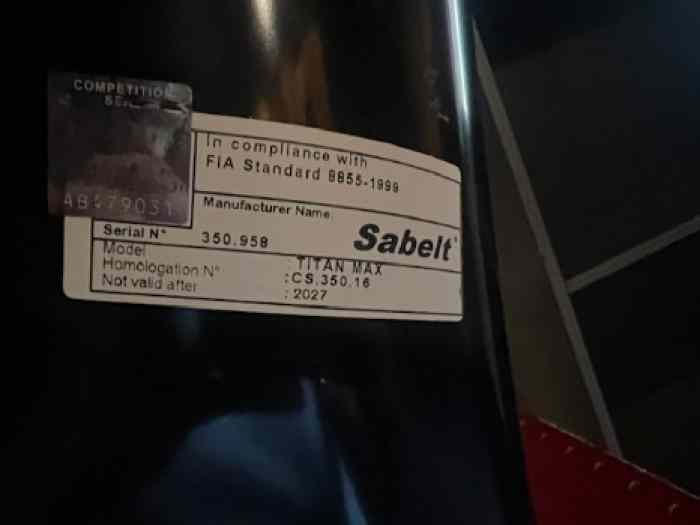 COMPETITION
In compliance with
FIA Standard 8855-1999
Manufacturer Name:
Sabelt
Serial N° 350.958
Model : TITAN MAX
Homologation N° : CS.350.16
Not valid after : 2027